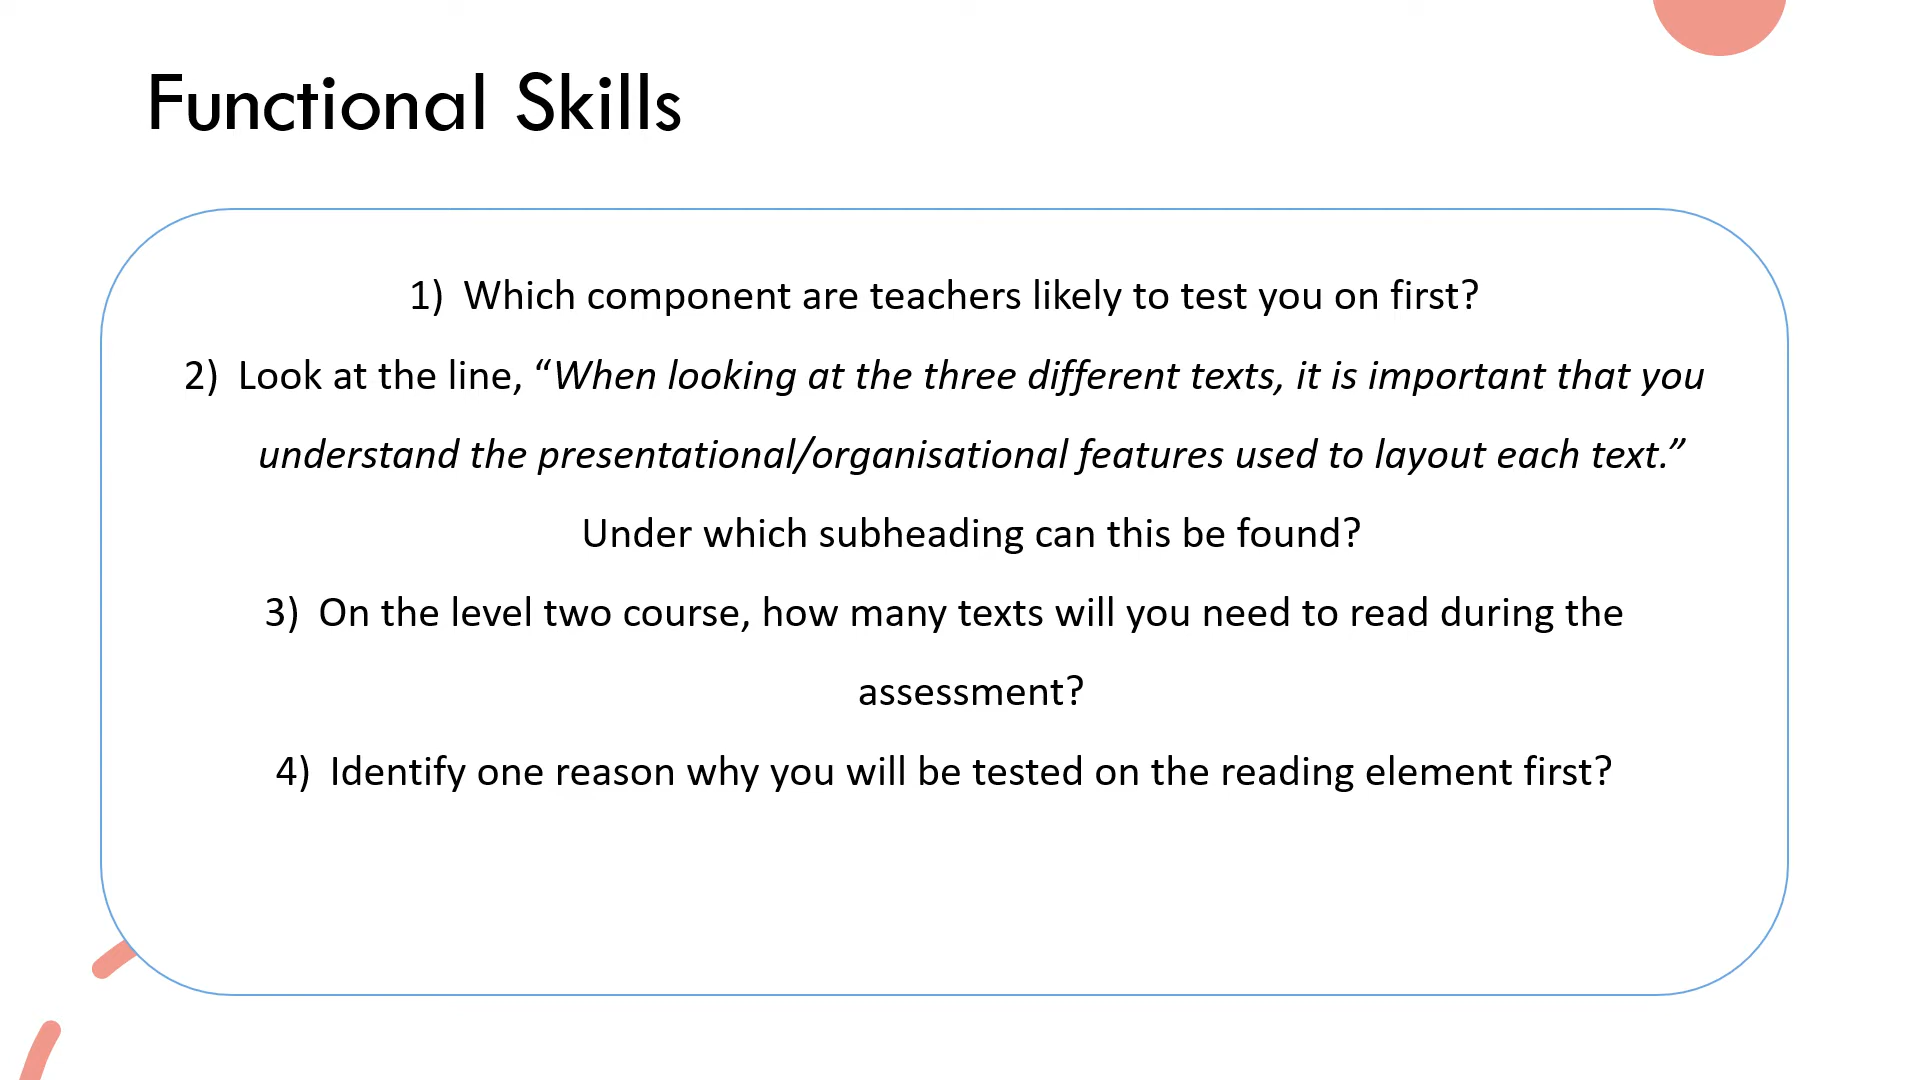 Functional Skills
1) Which component are teachers likely to test you on first?
2) Look at the line, “When looking at the three different texts, it is important that you
understand the presentational/organisational features used to layout each text.”
Under which subheading can this be found?
3) On the level two course, how many texts will you need to read during the
assessment?
4) Identify one reason why you will be tested on the reading element first?